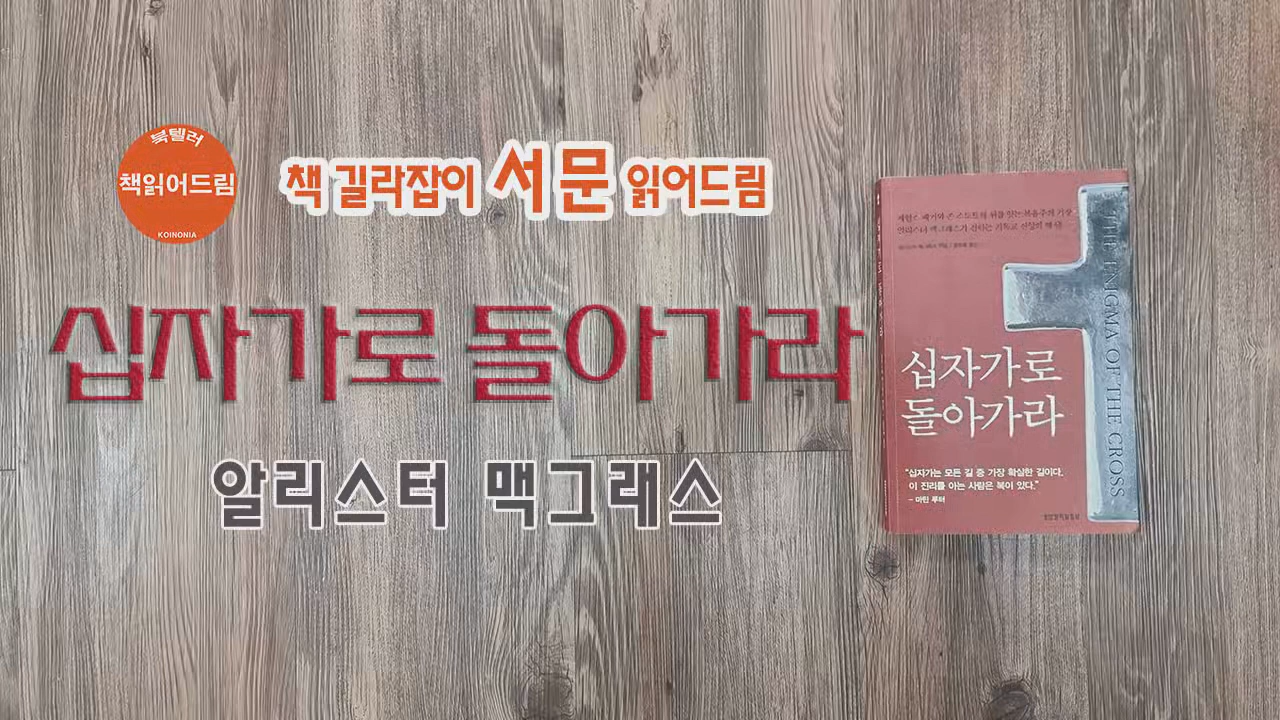 북텔러
책읽어드림
KOINONIA
책 길라잡이 서문 읽어드림
십자가로 돌아가라
알리스터 맥그래스
THE ENIGMA OF THE CROSS
십자가로
돌아가라
"십자가는 모든 길 중 가장 확실한 길이다.
이 진리를 아는 사람은 복이 있다."
- 마틴 루터